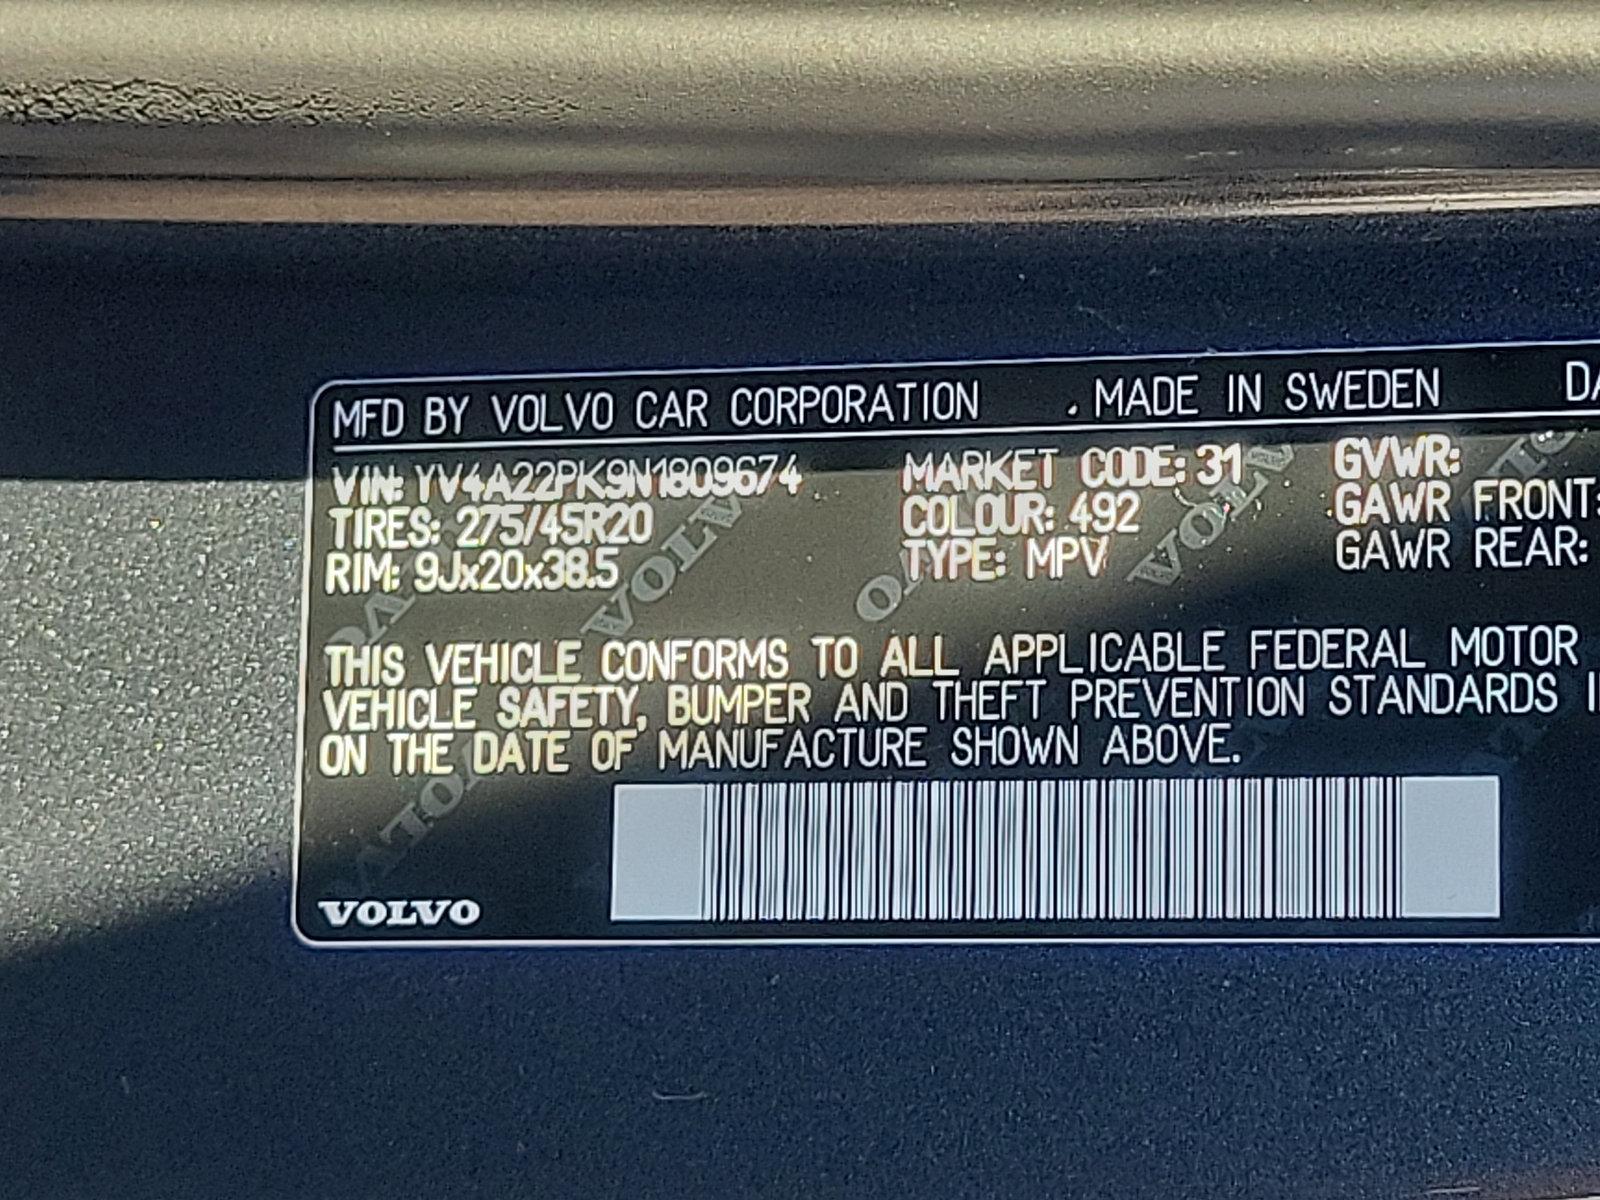 MFD BY VOLVO CAR CORPORATION . MADE IN SWEDEN DA
VIN: YV4A22PK9N1809674 MARKET CODE: 31 GVWR:
TIRES: 275/45R20 COLOUR: 492 GAWR FRONT:
RIM: 9Jx20x38.5 TYPE: MPV GAWR REAR:
THIS VEHICLE CONFORMS TO ALL APPLICABLE FEDERAL MOTOR
VEHICLE SAFETY, BUMPER AND THEFT PREVENTION STANDARDS I
ON THE DATE OF MANUFACTURE SHOWN ABOVE.
VOLVO